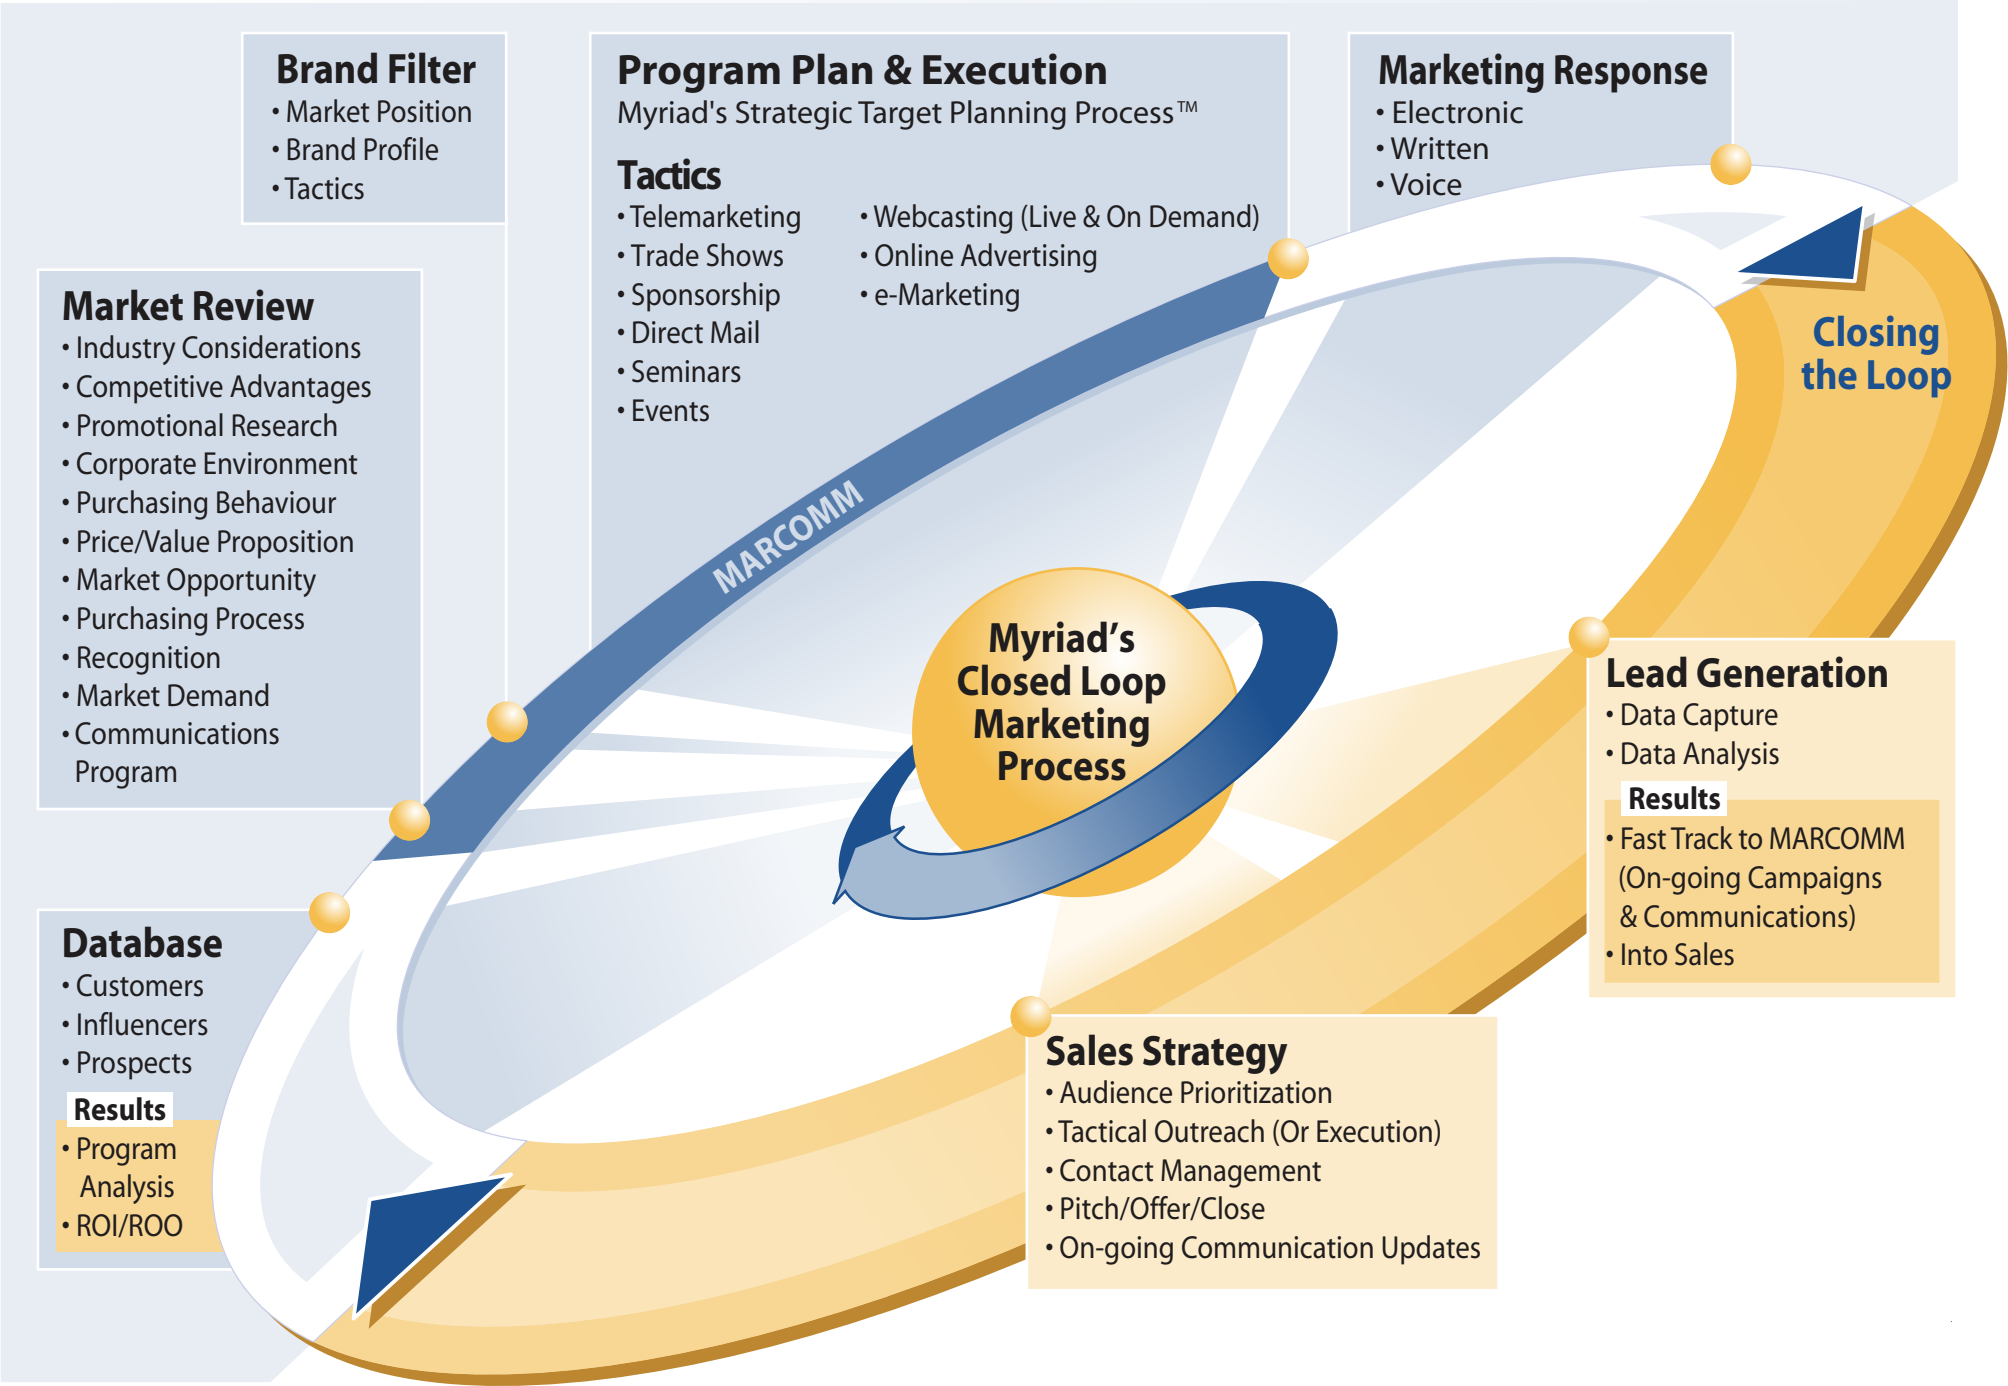 Brand Filter
• Market Position
• Brand Profile
• Tactics
Program Plan & Execution
Myriad's Strategic Target Planning Process™
Tactics
• Telemarketing
• Trade Shows
• Sponsorship
• Direct Mail
• Seminars
• Events
• Webcasting (Live & On Demand)
• Online Advertising
• e-Marketing
Marketing Response
• Electronic
• Written
• Voice
Market Review
• Industry Considerations
• Competitive Advantages
• Promotional Research
• Corporate Environment
• Purchasing Behaviour
• Price/Value Proposition
• Market Opportunity
• Purchasing Process
• Recognition
• Market Demand
• Communications
Program
MARCOMM
Closing
the Loop
Myriad's
Closed Loop
Marketing
Process
Lead Generation
• Data Capture
• Data Analysis
Results
• Fast Track to MARCOMM
(On-going Campaigns
& Communications)
• Into Sales
Database
• Customers
• Influencers
• Prospects
Results
• Program
Analysis
• ROI/ROO
Sales Strategy
• Audience Prioritization
• Tactical Outreach (Or Execution)
• Contact Management
• Pitch/Offer/Close
• On-going Communication Updates